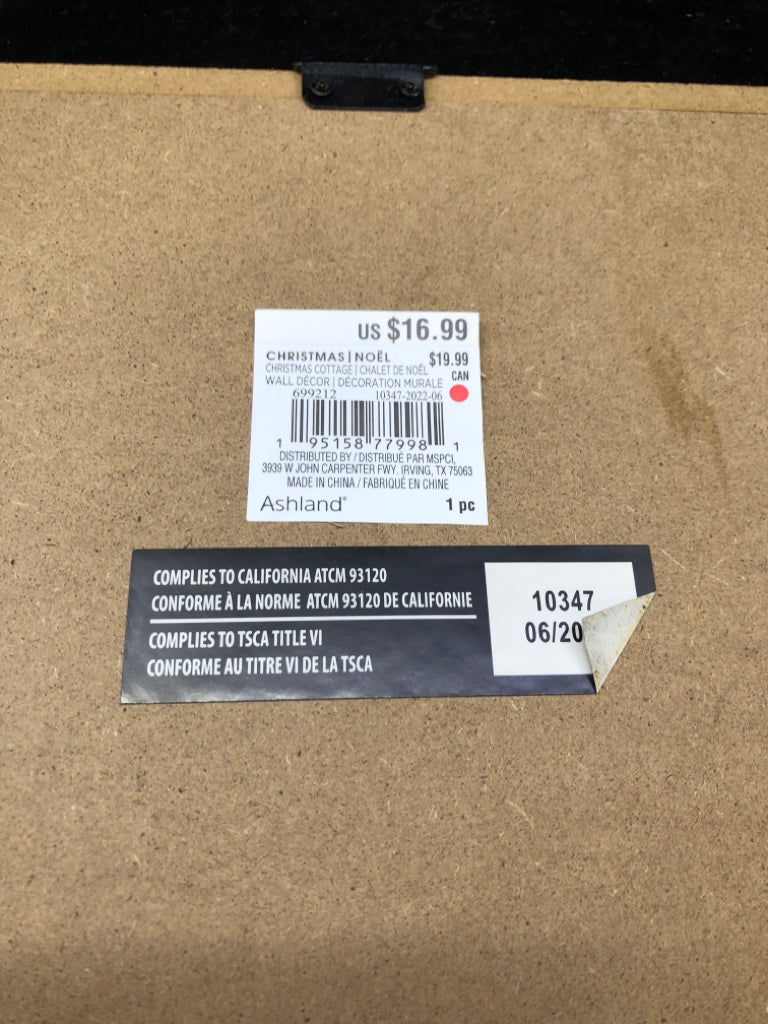 US $16.99
CHRISTMAS | NOËL $19.99
CHRISTMAS COTTAGE | CHALET DE NOËL CAN
WALL DÉCOR | DÉCORATION MURALE
699212 10347-2022-06
1 95158 77998 1
DISTRIBUTED BY / DISTRIBUÉ PAR MSPCI,
3939 W JOHN CARPENTER FWY. IRVING, TX 75063
MADE IN CHINA / FABRIQUÉ EN CHINE
Ashland® 1 pc
COMPLIES TO CALIFORNIA ATCM 93120
CONFORME À LA NORME ATCM 93120 DE CALIFORNIE
COMPLIES TO TSCA TITLE VI
CONFORME AU TITRE VI DE LA TSCA
10347
06/20